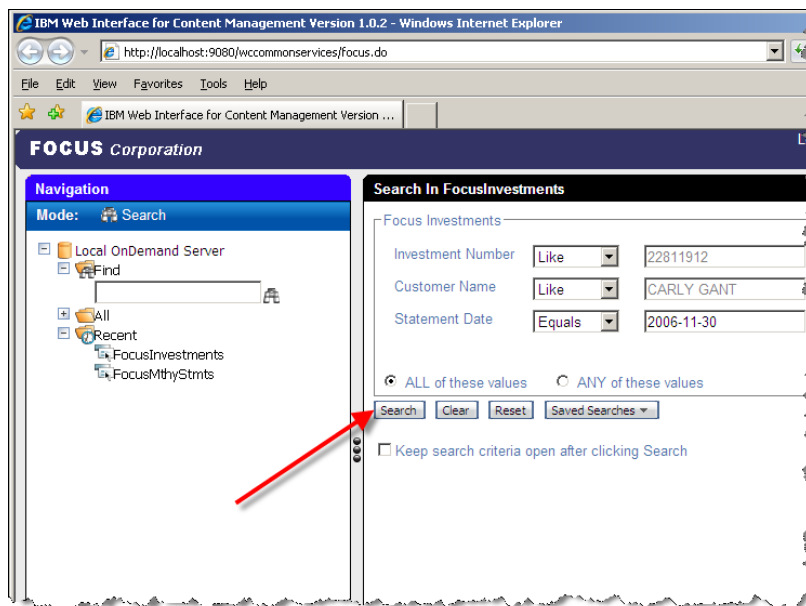 IBM Web Interface for Content Management Version 1.0.2 - Windows Internet Explorer
http://localhost:9080/wccommonservices/focus.do
File Edit View Favorites Tools Help
IBM Web Interface for Content Management Version ...
FOCUS Corporation
Navigation
Mode: Search
Local OnDemand Server
Find
All
Recent
FocusInvestments
FocusMthyStmts
Search In FocusInvestments
Focus Investments
Investment Number Like 22811912
Customer Name Like CARLY GANT
Statement Date Equals 2006-11-30
ALL of these values ANY of these values
Search Clear Reset Saved Searches
Keep search criteria open after clicking Search